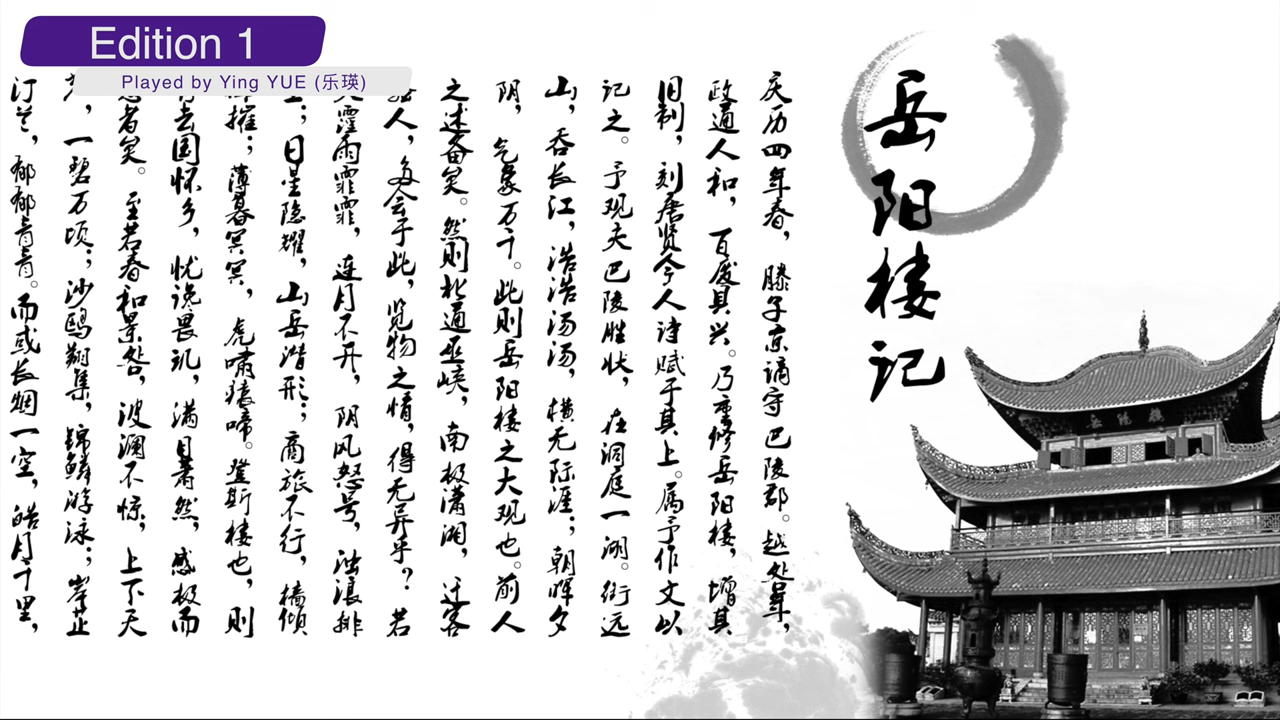 Edition 1
Played by Ying YUE (乐瑛)
岳阳楼记
庆历四年春，滕子京谪守巴陵郡。越明年，
政通人和，百废具兴。乃重修岳阳楼，增其
旧制，刻唐贤今人诗赋于其上。属予作文以
记之。予观夫巴陵胜状，在洞庭一湖。衔远
山，吞长江，浩浩汤汤，横无际涯；朝晖夕
阴，气象万千。此则岳阳楼之大观也。前人
之述备矣。然则北通巫峡，南极潇湘，迁客
骚人，多会于此，览物之情，得无异乎？若
夫霪雨霏霏，连月不开，阴风怒号，浊浪排
空；日星隐耀，山岳潜形；商旅不行，樯倾
楫摧；薄暮冥冥，虎啸猿啼。登斯楼也，则
有去国怀乡，忧谗畏讥，满目萧然，感极而
悲者矣。至若春和景明，波澜不惊，上下天
光，一碧万顷；沙鸥翔集，锦鳞游泳；岸芷
汀兰，郁郁青青。而或长烟一空，皓月千里，
岳陽樓